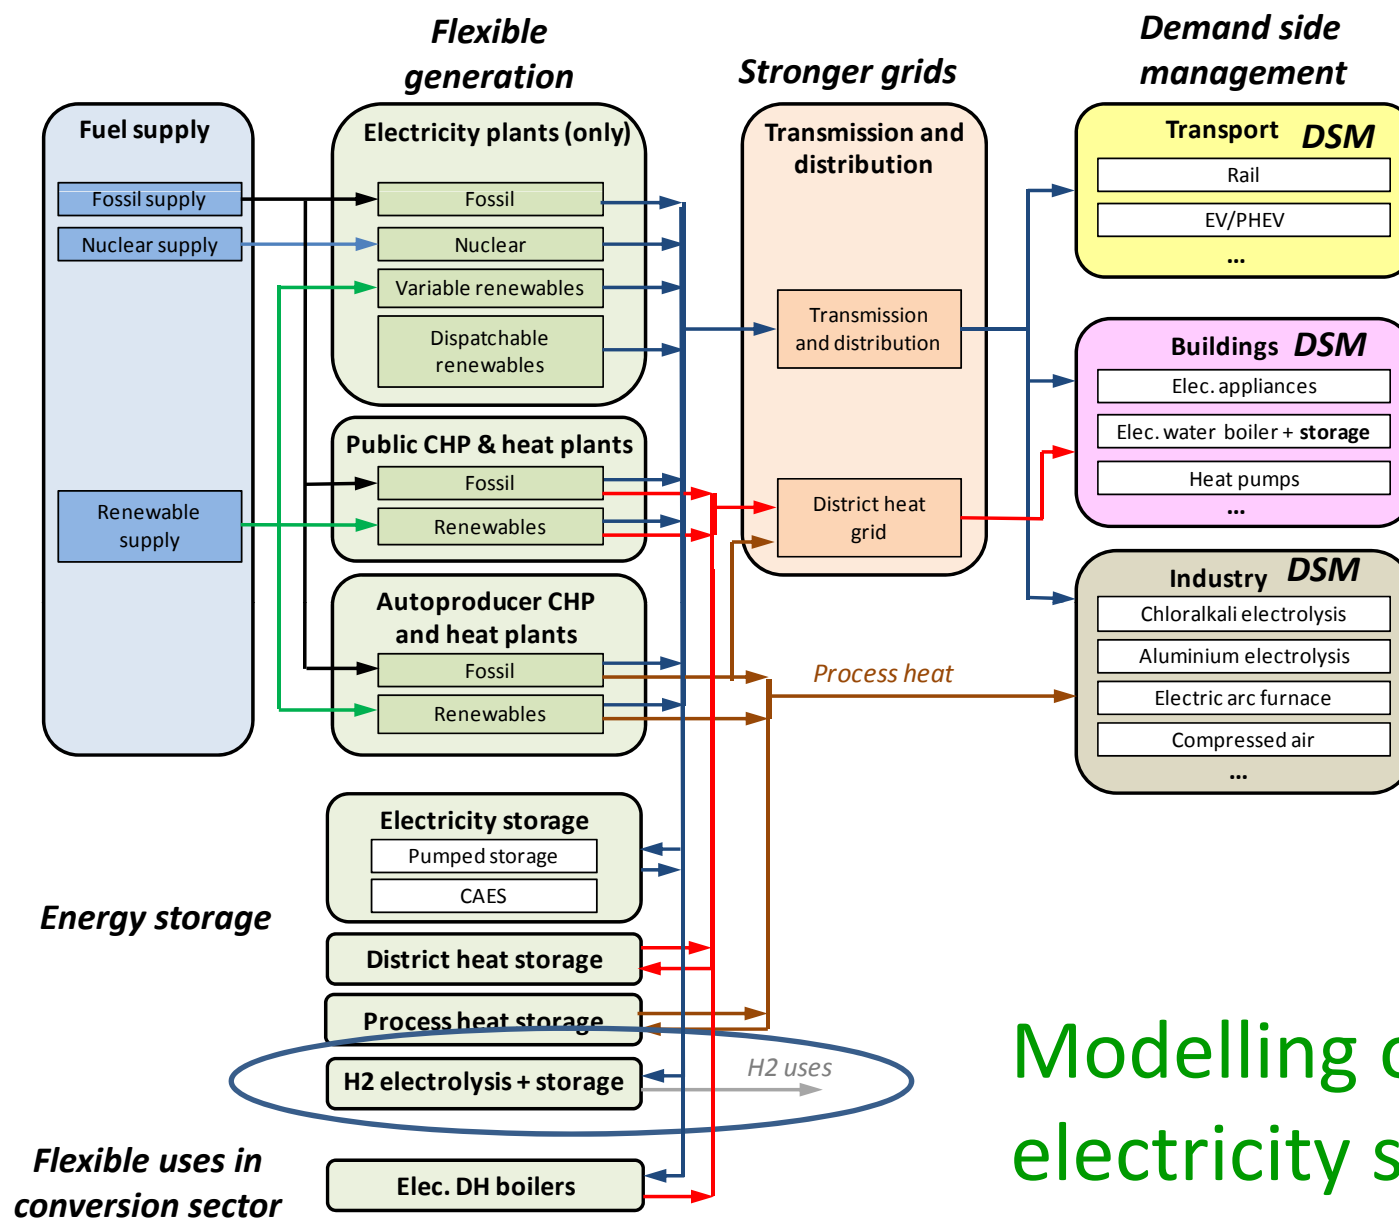 Flexible
generation
Stronger grids
Demand side
management
Fuel supply
Fossil supply
Nuclear supply
Renewable
supply
Electricity plants (only)
Fossil
Nuclear
Variable renewables
Dispatchable
renewables
Public CHP & heat plants
Fossil
Renewables
Autoproducer CHP
and heat plants
Fossil
Renewables
Transmission and
distribution
Transmission
and distribution
District heat
grid
Process heat
Transport DSM
Rail
EV/PHEV
...
Buildings DSM
Elec. appliances
Elec. water boiler + storage
Heat pumps
...
Industry DSM
Chloralkali electrolysis
Aluminium electrolysis
Electric arc furnace
Compressed air
...
Energy storage
Electricity storage
Pumped storage
CAES
District heat storage
Process heat storage
H2 electrolysis + storage
H2 uses
Flexible uses in
conversion sector
Elec. DH boilers
Modelling
electricity